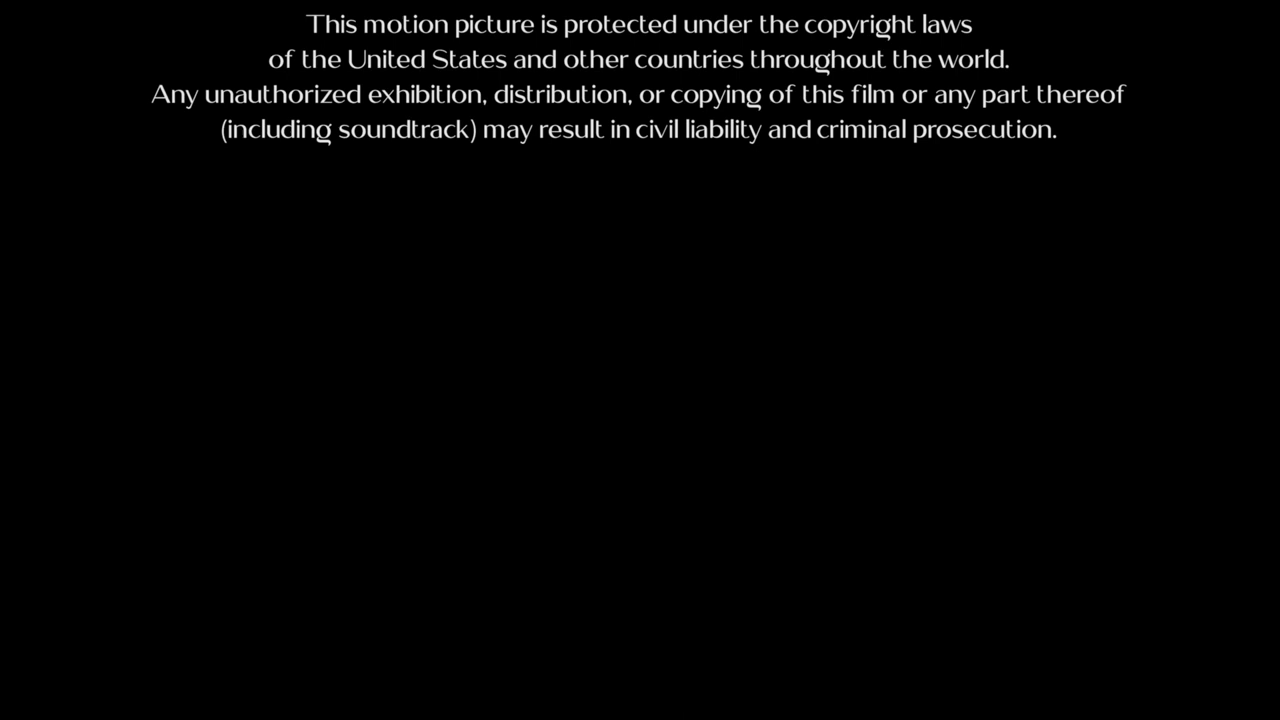 This motion picture is protected under the copyright laws
of the United States and other countries throughout the world.
Any unauthorized exhibition, distribution, or copying of this film or any part thereof
(including soundtrack) may result in civil liability and criminal prosecution.